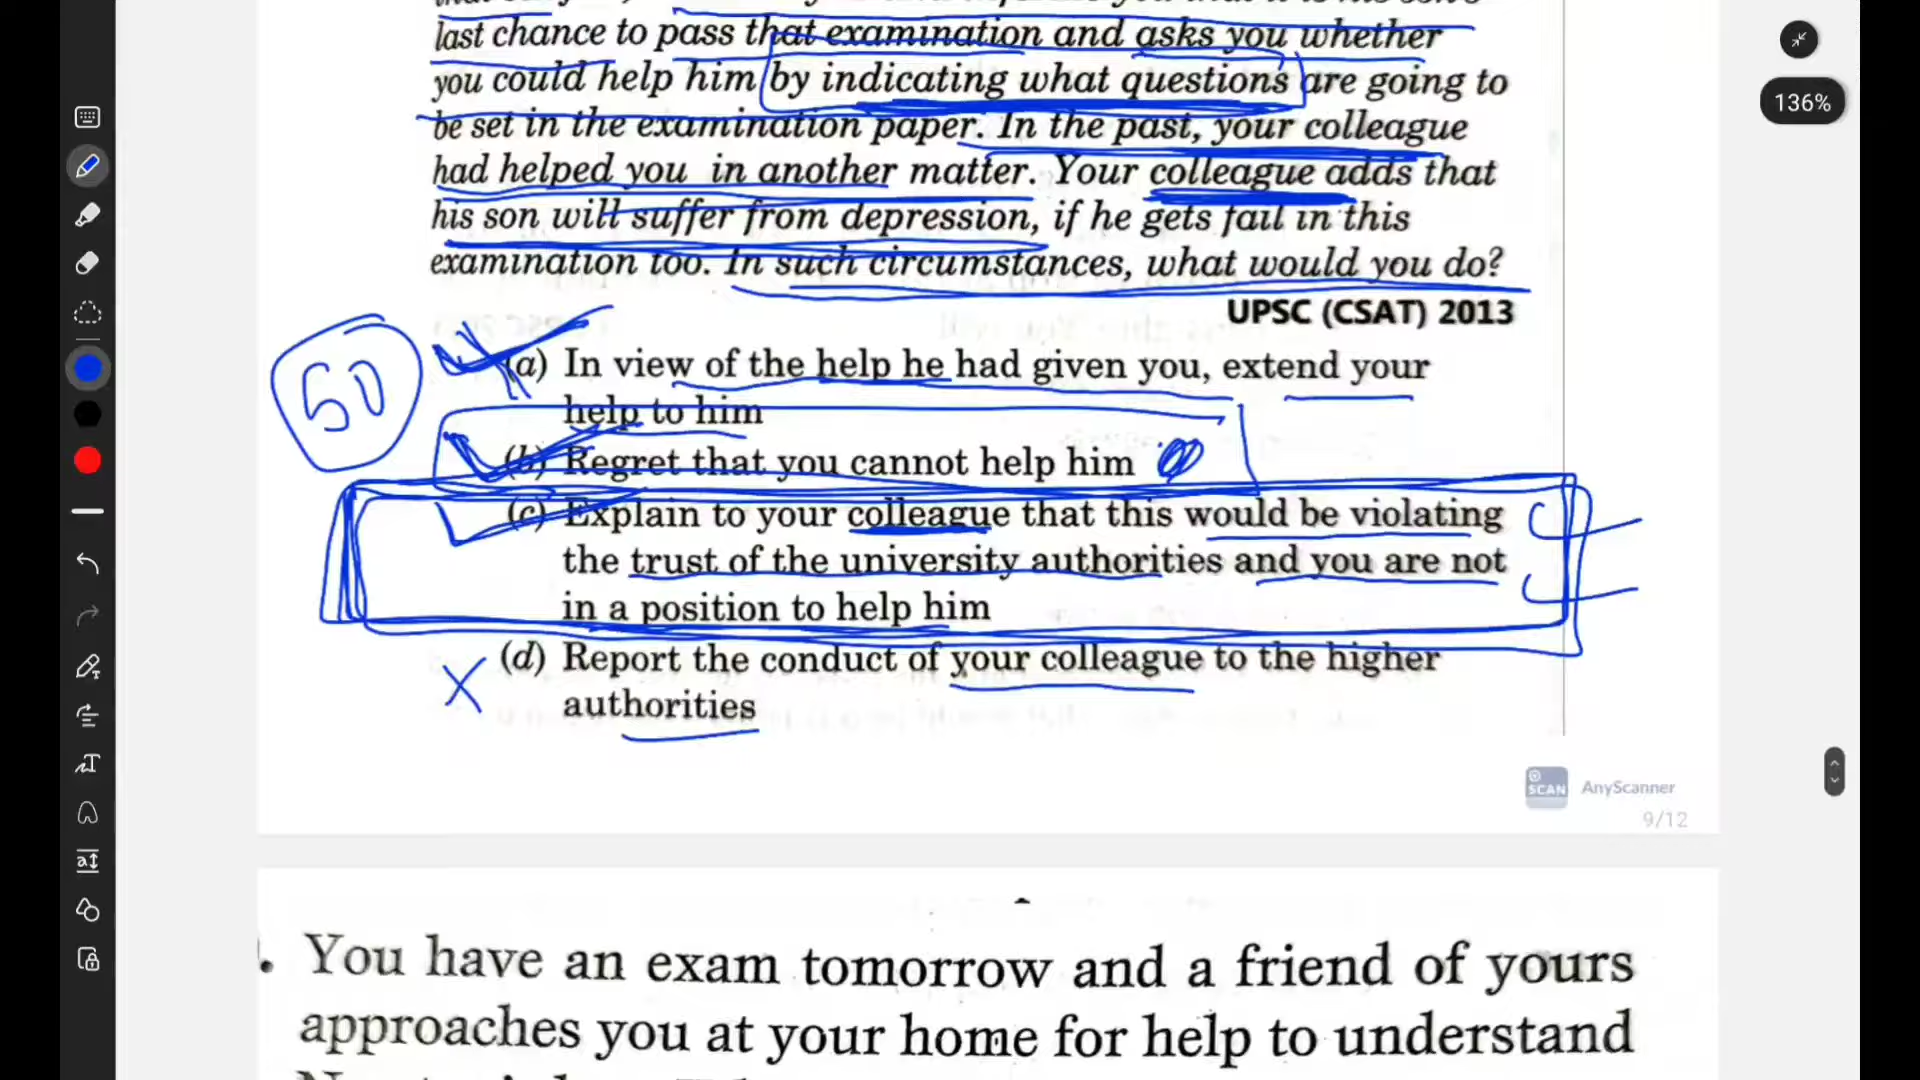 last chance to pass that examination and asks you whether
you could help him by indicating what questions are going to
be set in the examination paper. In the past, your colleague
had helped you in another matter. Your colleague adds that
his son will suffer from depression, if he gets fail in this
examination too. In such circumstances, what would you do?
UPSC (CSAT) 2013
50
(a) In view of the help he had given you, extend your
help to him
(b) Regret that you cannot help him
(c) Explain to your colleague that this would be violating
the trust of the university authorities and you are not
in a position to help him
(d) Report the conduct of your colleague to the higher
authorities
SCAN AnyScanner
9/12
You have an exam tomorrow and a friend of yours
approaches you at your home for help to understand
136%